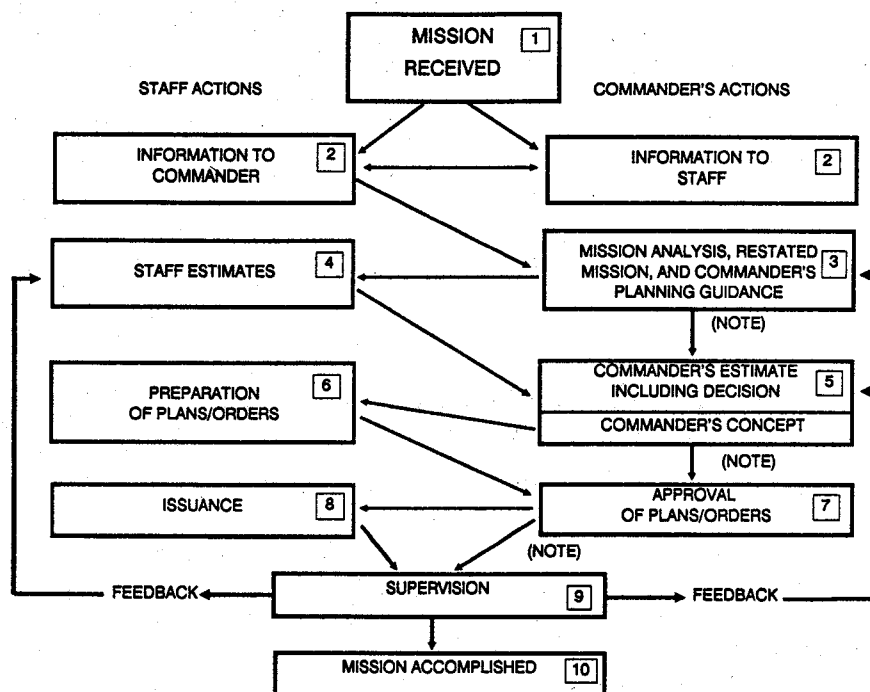 MISSION
RECEIVED
1
STAFF ACTIONS
COMMANDER'S ACTIONS
INFORMATION TO
COMMANDER
2
INFORMATION TO
STAFF
2
MISSION ANALYSIS, RESTATED
MISSION, AND COMMANDER'S
PLANNING GUIDANCE
3
(NOTE)
STAFF ESTIMATES
4
COMMANDER'S ESTIMATE
INCLUDING DECISION
5
COMMANDER'S CONCEPT
(NOTE)
PREPARATION
OF PLANS/ORDERS
6
APPROVAL
OF PLANS/ORDERS
7
(NOTE)
ISSUANCE
8
SUPERVISION
9
FEEDBACK
FEEDBACK
MISSION ACCOMPLISHED
10